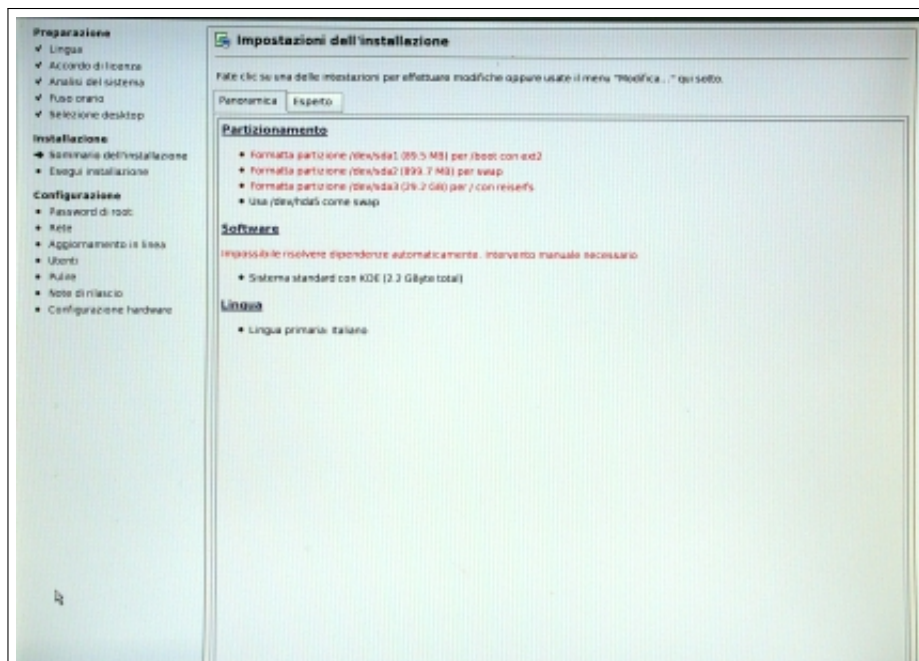 Preparazione
Lingua
Accordo di licenza
Analisi del sistema
Fuso orario
Selezione desktop
Installazione
Sommario dell'installazione
Esegui installazione
Configurazione
Password di root
Rete
Aggiornamento in linea
Utenti
Pulire
Note di rilascio
Configurazione hardware
Impostazioni dell'installazione
Fate clic su una delle intestazioni per effettuare modifiche oppure usate il menu "Modifica..." qui sotto.
Panoramica
Esperto
Partizionamento
Formatta partizione /dev/sda1 (89.5 MB) per /boot con ext2
Formatta partizione /dev/sda2 (899.7 MB) per swap
Formatta partizione /dev/sda3 (29.2 GB) per / con reiserfs
Usa /dev/hda5 come swap
Software
Impossibile risolvere dipendenze automaticamente. Intervento manuale necessario
Sistema standard con KDE (2.2 GByte total)
Lingua
Lingua primaria: Italiano